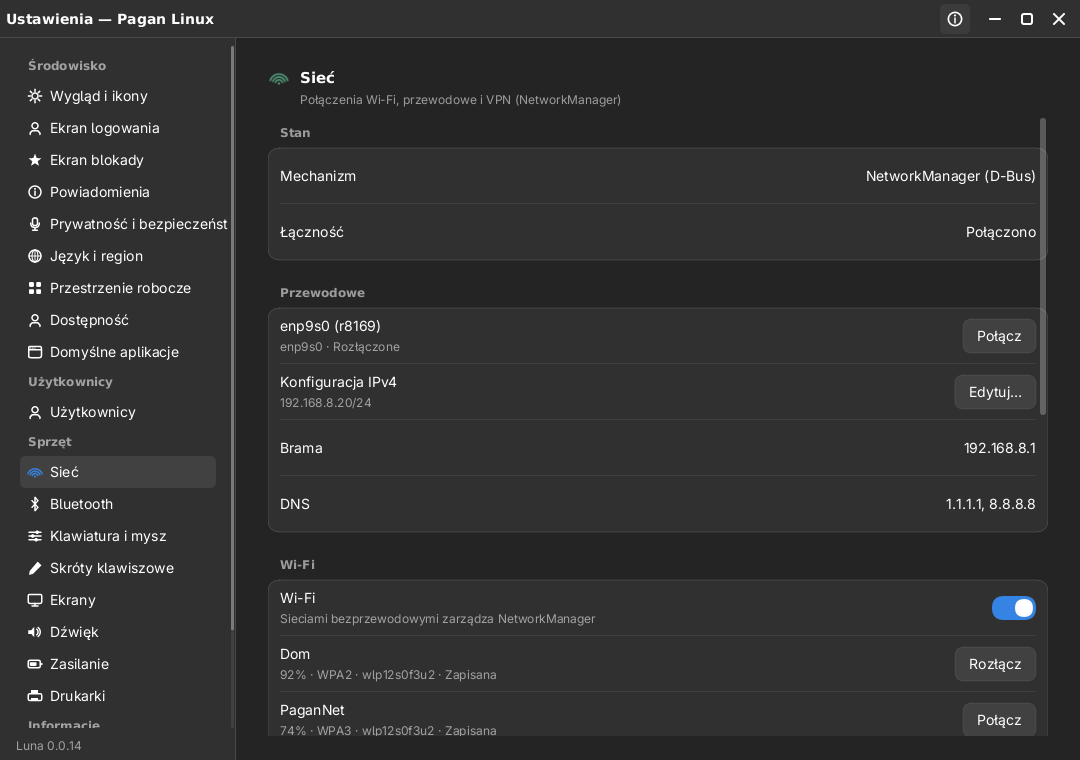 Ustawienia — Pagan Linux
Środowisko
Wygląd i ikony
Ekran logowania
Ekran blokady
Powiadomienia
Prywatność i bezpieczeńst
Język i region
Przestrzenie robocze
Dostępność
Domyślne aplikacje
Użytkownicy
Użytkownicy
Sprzęt
Sieć
Bluetooth
Klawiatura i mysz
Skróty klawiszowe
Ekrany
Dźwięk
Zasilanie
Drukarki
Informacje
Luna 0.0.14
Sieć
Połączenia Wi-Fi, przewodowe i VPN (NetworkManager)
Stan
Mechanizm NetworkManager (D-Bus)
Łączność Połączono
Przewodowe
enp9s0 (r8169)
enp9s0 · Rozłączone
Połącz
Konfiguracja IPv4
192.168.8.20/24
Edytuj...
Brama 192.168.8.1
DNS 1.1.1.1, 8.8.8.8
Wi-Fi
Wi-Fi
Sieciami bezprzewodowymi zarządza NetworkManager
Dom
92% · WPA2 · wlp12s0f3u2 · Zapisana
Rozłącz
PaganNet
74% · WPA3 · wlp12s0f3u2 · Zapisana
Połącz